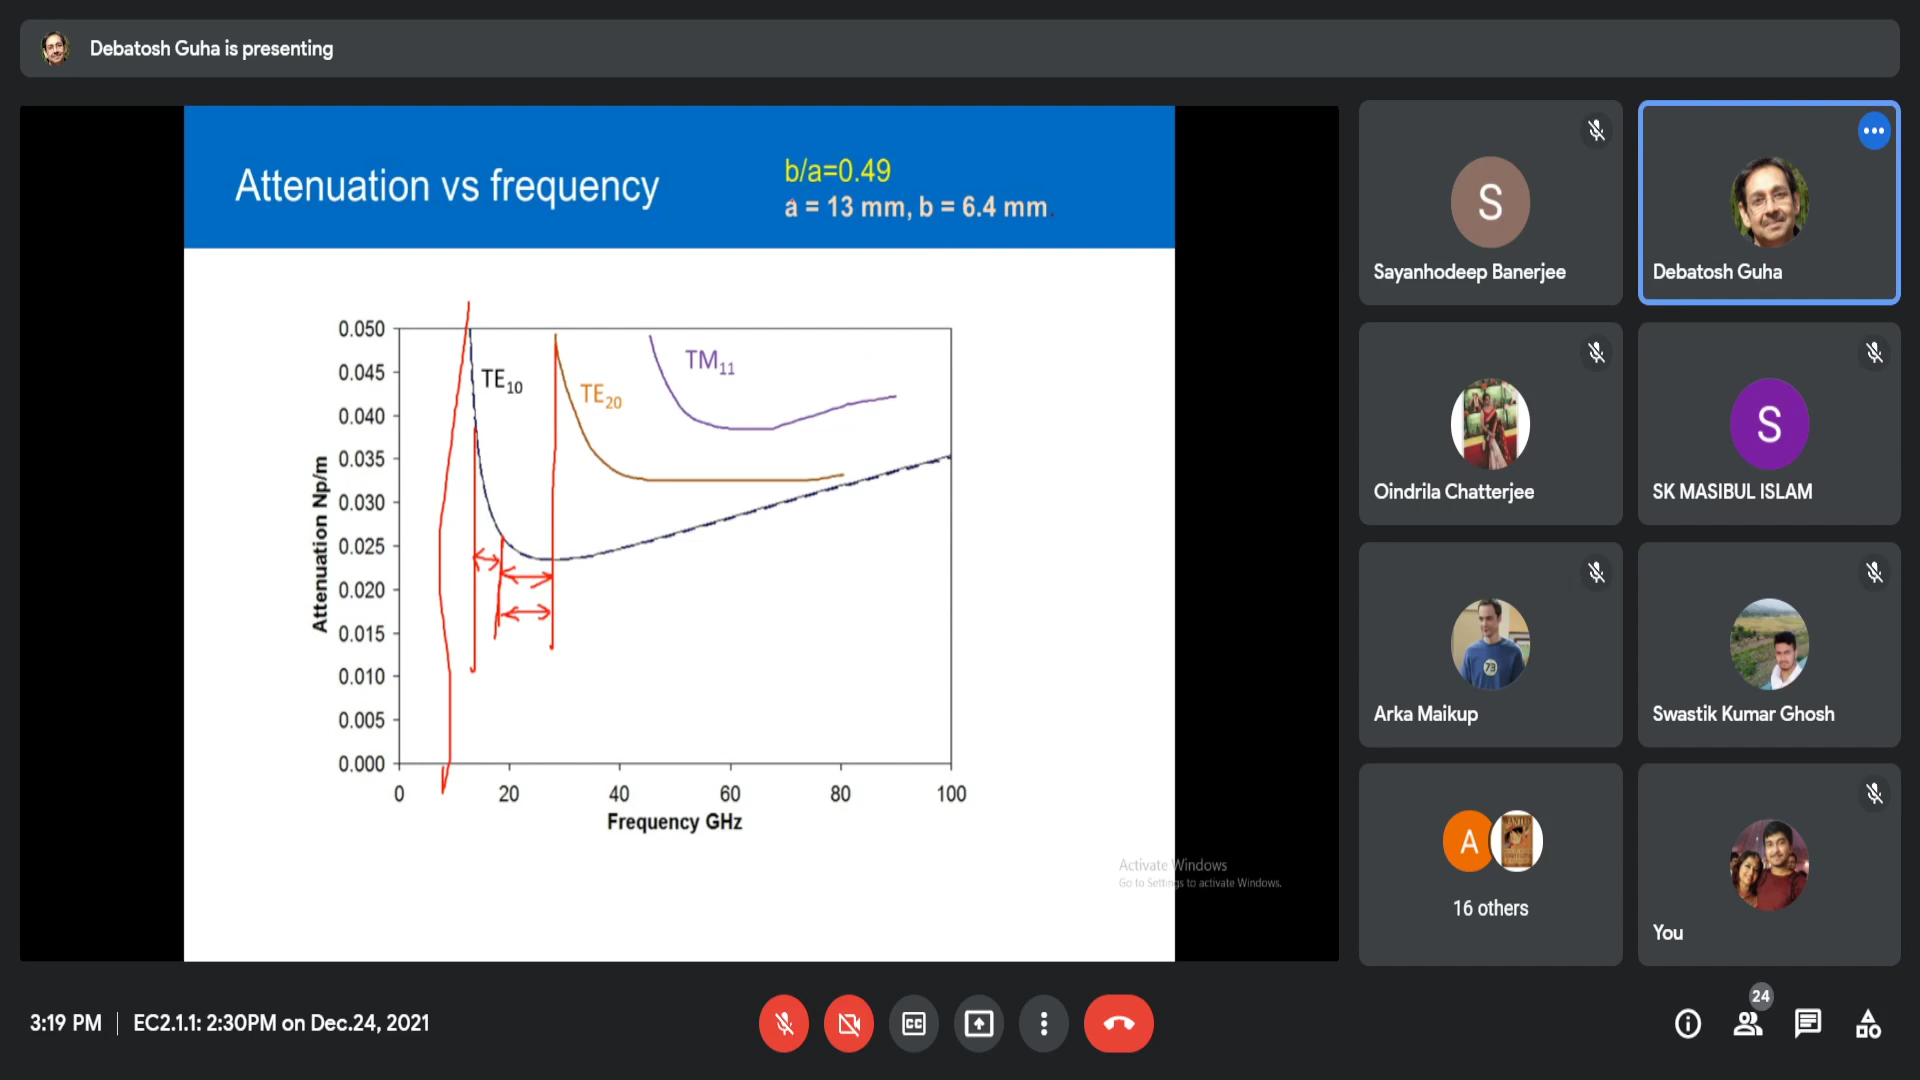 Debatosh Guha is presenting
Attenuation vs frequency
b/a=0.49
a = 13 mm, b = 6.4 mm.
0.050
0.045
0.040
0.035
0.030
0.025
0.020
0.015
0.010
0.005
0.000
Attenuation Np/m
TE10
TE20
TM11
0 20 40 60 80 100
Frequency GHz
Activate Windows
Go to Settings to activate Windows.
S
Sayanhodeep Banerjee
Debatosh Guha
Oindrila Chatterjee
S
SK MASIBUL ISLAM
73
Arka Maikup
Swastik Kumar Ghosh
A
16 others
You
3:19 PM | EC2.1.1: 2:30PM on Dec.24, 2021
CC
24